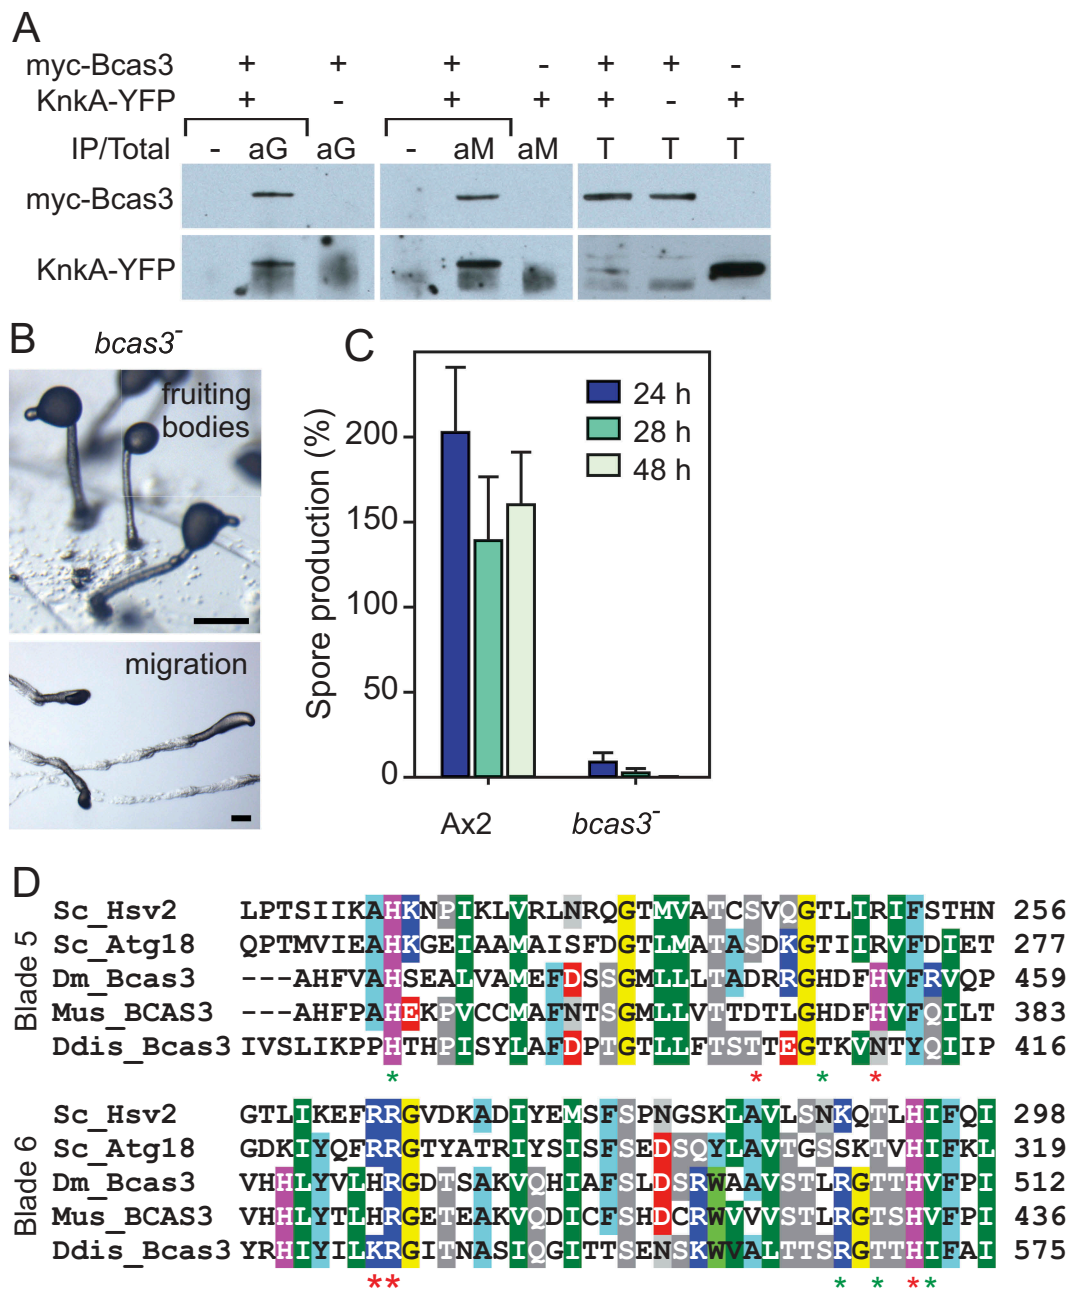 A
myc-Bcas3 + + + - + + -
KnkA-YFP + - + + + - +
IP/Total - aG aG - aM aM T T T
myc-Bcas3
KnkA-YFP
B bcas3-
fruiting
bodies
migration
C
24 h
28 h
48 h
Spore production (%)
200
150
100
50
0
Ax2 bcas3-
D
Blade 5
Sc_Hsv2 LPTSIIKAHKNPIKLVRLNRQGTMVATCSVQGTLIRIFSTHN 256
Sc_Atg18 QPTMVIEAHKGEIAAMAISFDGTLMATASDKGTIIRVFDIET 277
Dm_Bcas3 ---AHFVAHSEALVAMEFDSSGMLLLTADRRGHDFHVFRVQP 459
Mus_BCAS3 ---AHFPAHEKPVCCMAFNTSGMLLVTTDTLGHDFHVFQILT 383
Ddis_Bcas3 IVSLIKPPHTHPISYLAFDPTGTLLFTSTTEGTKVNTYQIIP 416
* * * *
Blade 6
Sc_Hsv2 GTLIKEFRRGVDKADIYEMSFSPNGSKLAVLSNKQTLHIFQI 298
Sc_Atg18 GDKIYQFRRGTYATRIYSISFSEDSQYLAVTGSSKTVHIFKL 319
Dm_Bcas3 VHHLYVLHRGDTSAKVQHIAFSLDSRWAAVSTLRGTTHVFPI 512
Mus_BCAS3 VHHLYTLHRGETEAKVQDICFSHDCRWVVVSTLRGTSHVFPI 436
Ddis_Bcas3 YRHIYILKRGITNASIQGITTSENSKWVALTTSRGTTHIFAI 575
** * * **